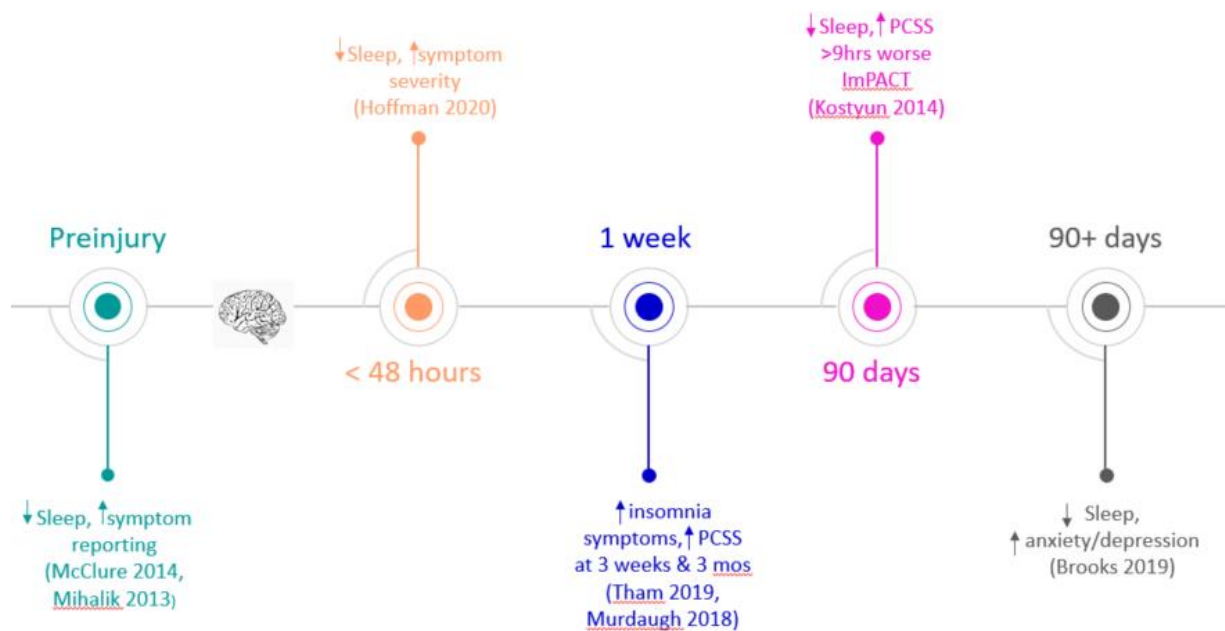 Preinjury
↓Sleep, ↑symptom
reporting
(McClure 2014,
Mihalik 2013)
↓Sleep, ↑symptom
severity
(Hoffman 2020)
< 48 hours
1 week
↑insomnia
symptoms,↑PCSS
at 3 weeks & 3 mos
(Tham 2019,
Murdaugh 2018)
↓Sleep, ↑ PCSS
>9hrs worse
ImPACT
(Kostyun 2014)
90 days
90+ days
↓ Sleep,
↑ anxiety/depression
(Brooks 2019)